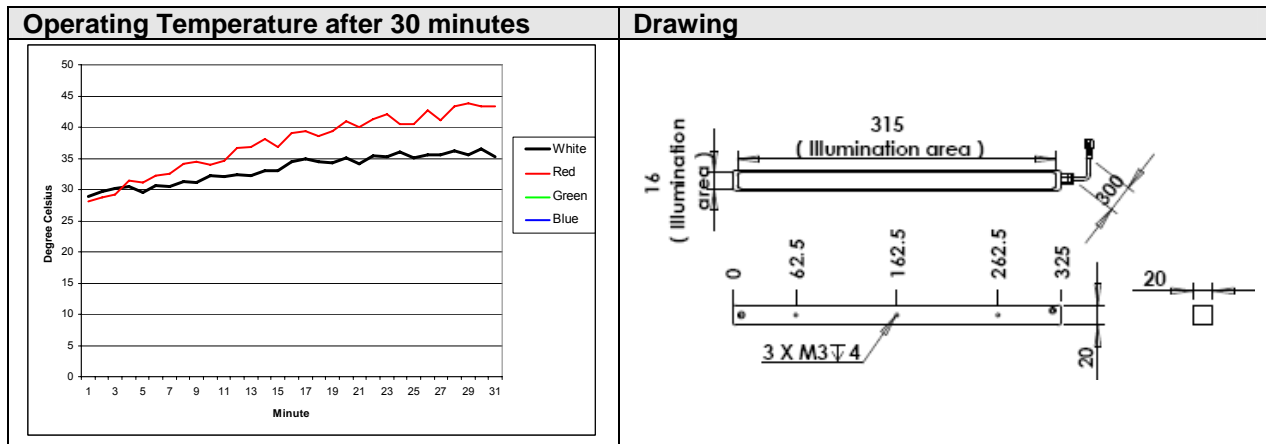 Operating Temperature after 30 minutes
Drawing
50
45
40
35
30
25
20
15
10
5
0
Degree Celsius
1 3 5 7 9 11 13 15 17 19 21 23 25 27 29 31
Minute
White
Red
Green
Blue
315
( Illumination area )
16
( Illumination
area )
300
0 62.5 162.5 262.5 325
20
20
3 X M3↧4